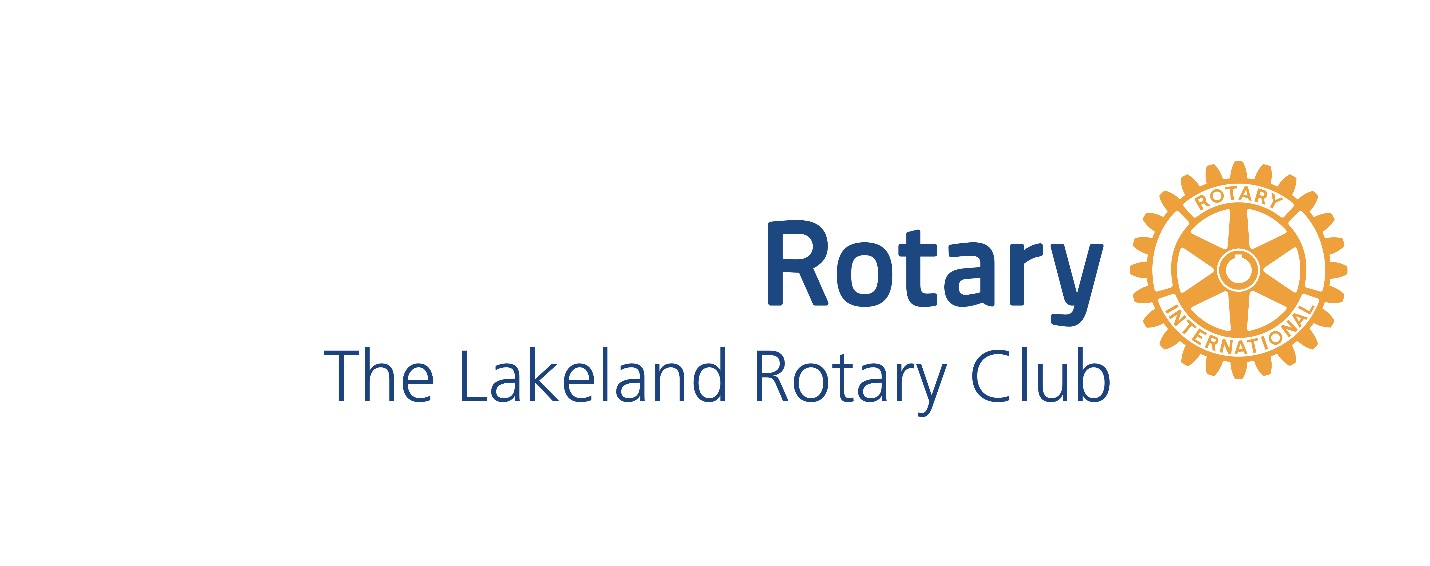 Rotary
The Lakeland Rotary Club
ROTARY
INTERNATIONAL